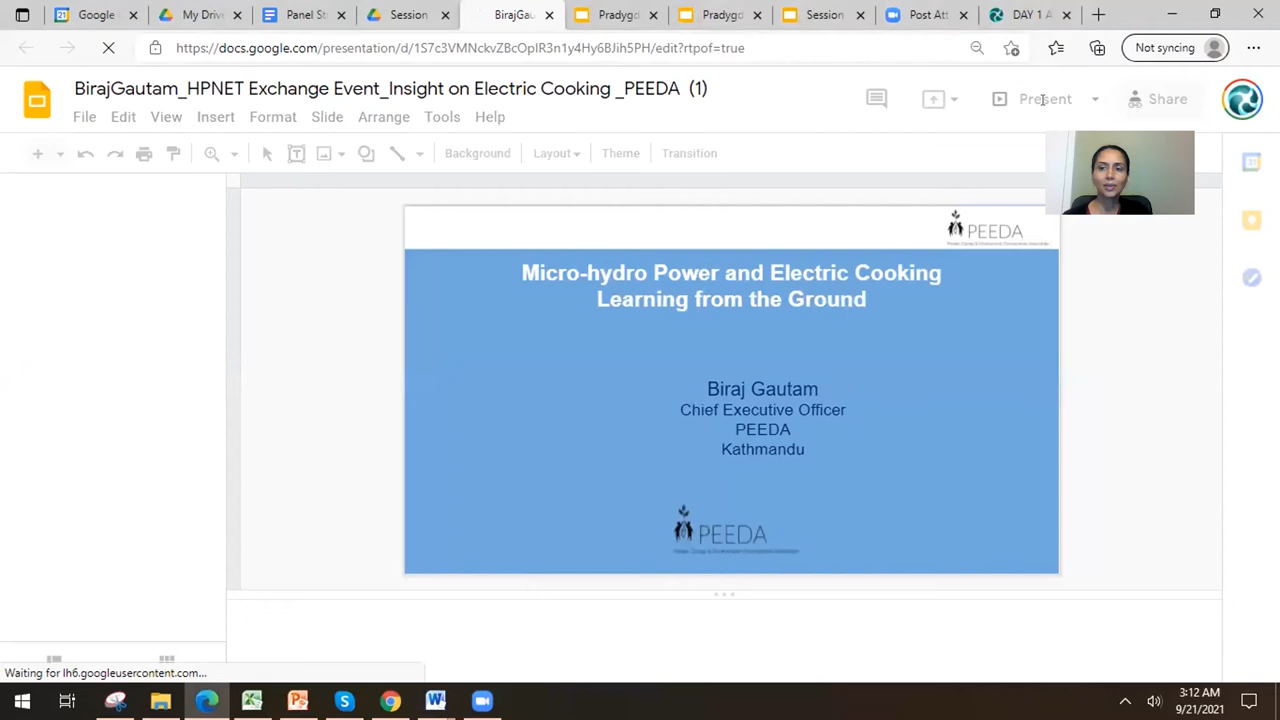 Google
My Drive
Panel St
Session
BirajGau
Pradygd
Pradygd
Session
Post Att
DAY 1 A
https://docs.google.com/presentation/d/1S7c3VMNckvZBcOpIR3n1y4Hy6BJih5PH/edit?rtpof=true
Not syncing
BirajGautam_HPNET Exchange Event_Insight on Electric Cooking _PEEDA (1)
File Edit View Insert Format Slide Arrange Tools Help
Present
Share
Background Layout Theme Transition
PEEDA
Micro-hydro Power and Electric Cooking
Learning from the Ground
Biraj Gautam
Chief Executive Officer
PEEDA
Kathmandu
PEEDA
Waiting for lh6.googleusercontent.com...
3:12 AM
9/21/2021